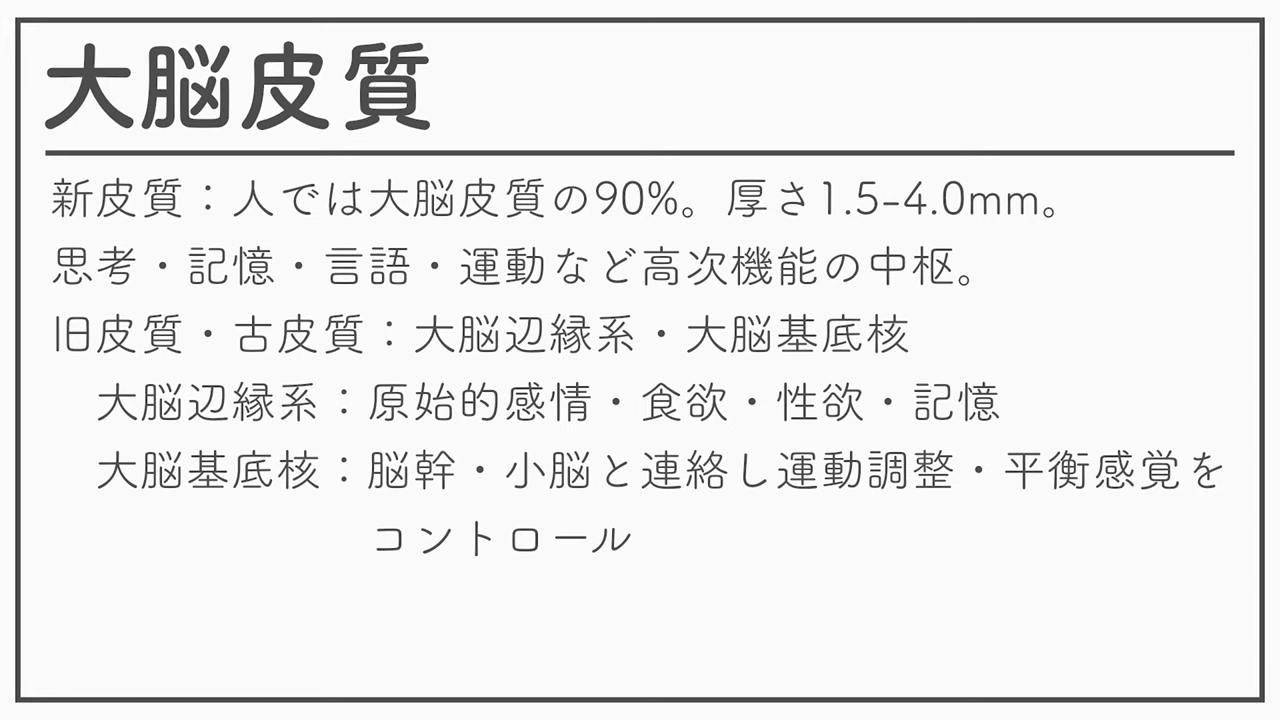 大脳皮質
新皮質：人では大脳皮質の90%。厚さ1.5-4.0mm。
思考・記憶・言語・運動など高次機能の中枢。
旧皮質・古皮質：大脳辺縁系・大脳基底核
大脳辺縁系：原始的感情・食欲・性欲・記憶
大脳基底核：脳幹・小脳と連絡し運動調整・平衡感覚を
コントロール